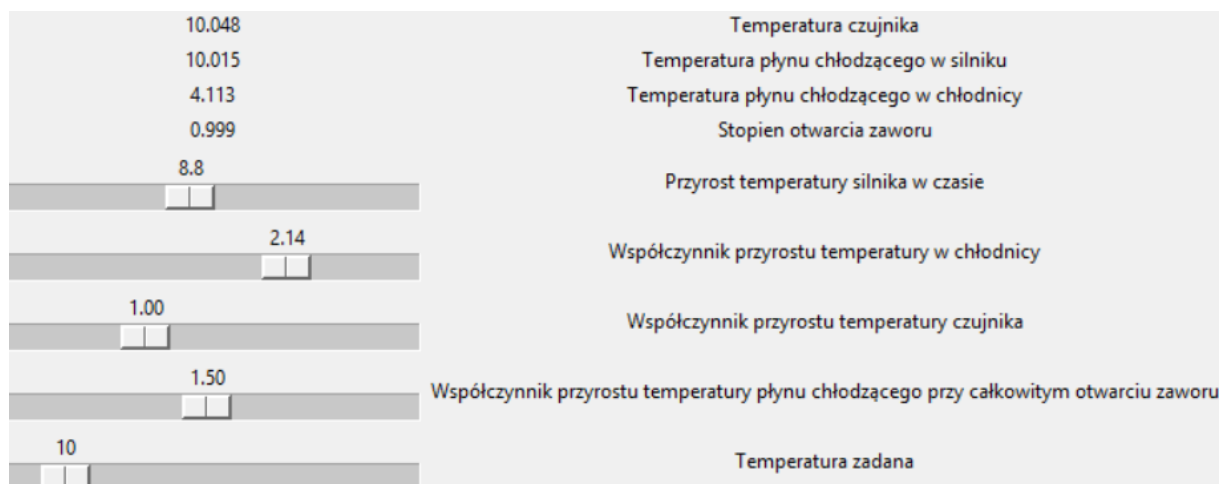 10.048 Temperatura czujnika
10.015 Temperatura płynu chłodzącego w silniku
4.113 Temperatura płynu chłodzącego w chłodnicy
0.999 Stopien otwarcia zaworu
8.8
Przyrost temperatury silnika w czasie
2.14
Współczynnik przyrostu temperatury w chłodnicy
1.00
Współczynnik przyrostu temperatury czujnika
1.50
Współczynnik przyrostu temperatury płynu chłodzącego przy całkowitym otwarciu zaworu
10
Temperatura zadana